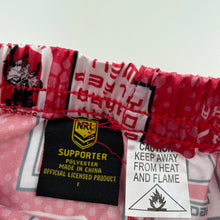 NRL
SUPPORTER
POLYESTER
MADE IN CHINA
OFFICIAL LICENSED PRODUCT
1
CAUTION
KEEP AWAY
FROM HEAT
AND FLAME